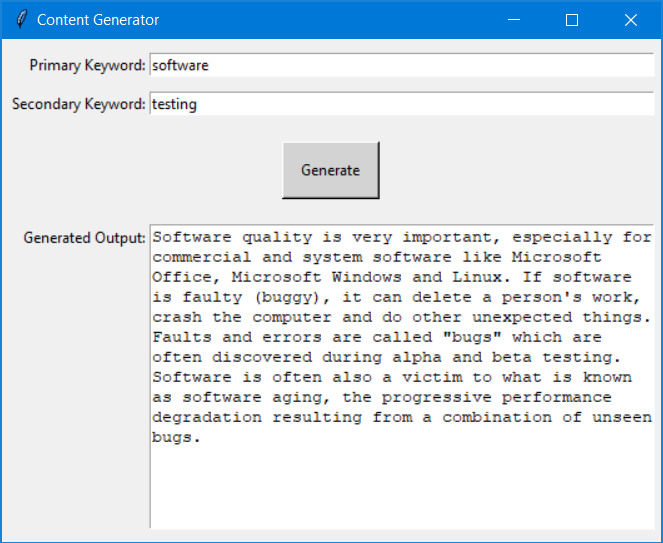 Content Generator
Primary Keyword: software
Secondary Keyword: testing
Generate
Generated Output:
Software quality is very important, especially for
commercial and system software like Microsoft
Office, Microsoft Windows and Linux. If software
is faulty (buggy), it can delete a person's work,
crash the computer and do other unexpected things.
Faults and errors are called "bugs" which are
often discovered during alpha and beta testing.
Software is often also a victim to what is known
as software aging, the progressive performance
degradation resulting from a combination of unseen
bugs.